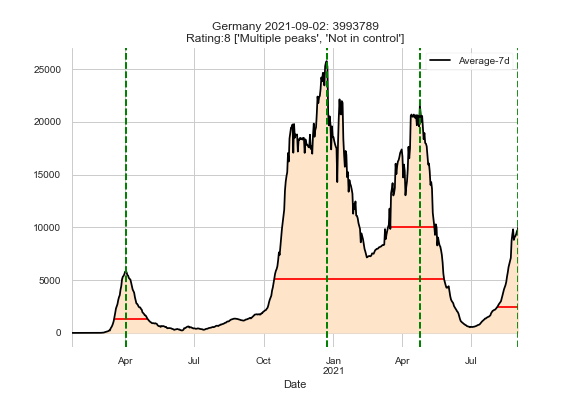 Germany 2021-09-02: 3993789
Rating:8 ['Multiple peaks', 'Not in control']
Average-7d
25000
20000
15000
10000
5000
0
Apr Jul Oct Jan Apr Jul
2021
Date